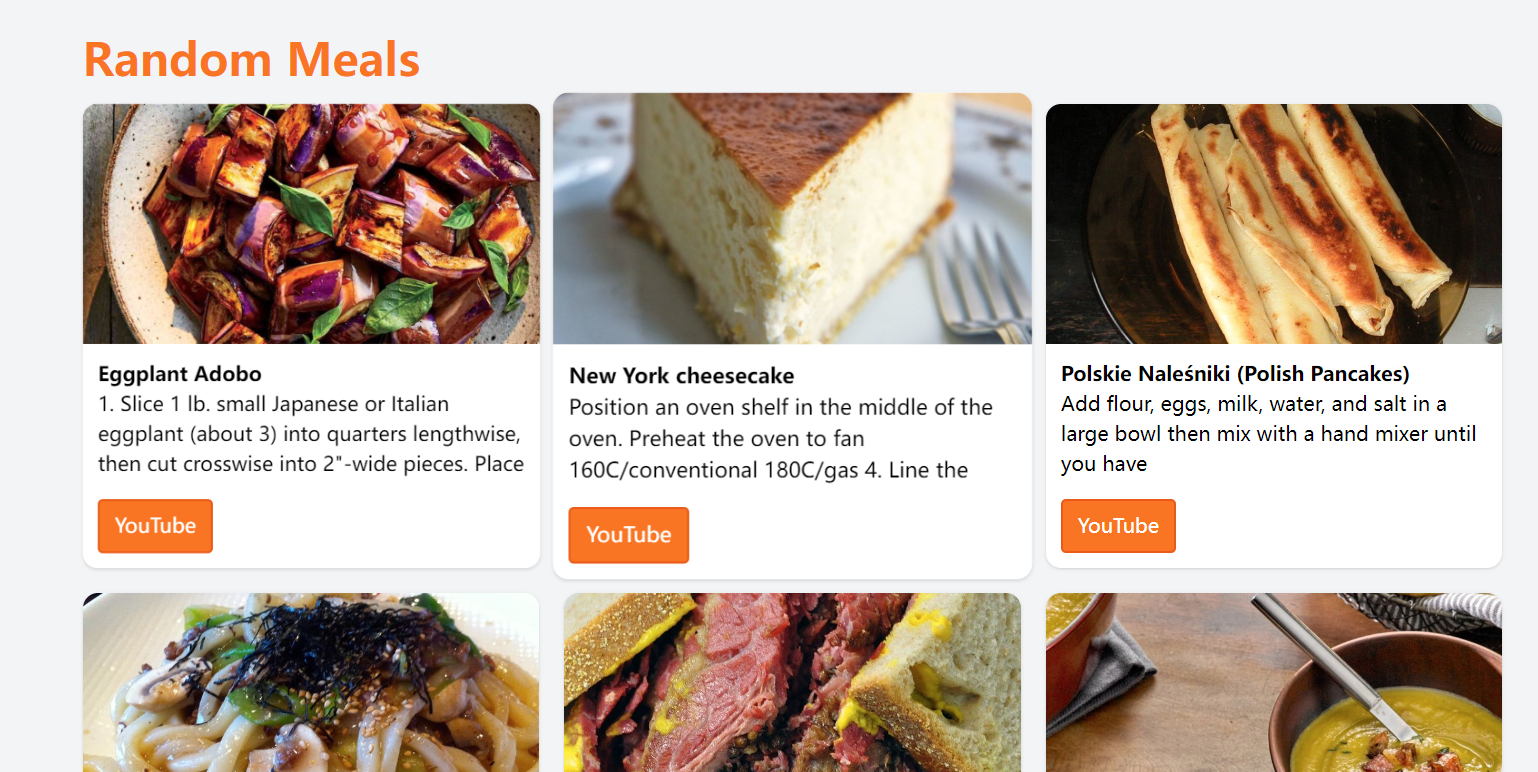 Random Meals
Eggplant Adobo
1. Slice 1 lb. small Japanese or Italian
eggplant (about 3) into quarters lengthwise,
then cut crosswise into 2"-wide pieces. Place
YouTube
New York cheesecake
Position an oven shelf in the middle of the
oven. Preheat the oven to fan
160C/conventional 180C/gas 4. Line the
YouTube
Polskie Naleśniki (Polish Pancakes)
Add flour, eggs, milk, water, and salt in a
large bowl then mix with a hand mixer until
you have
YouTube